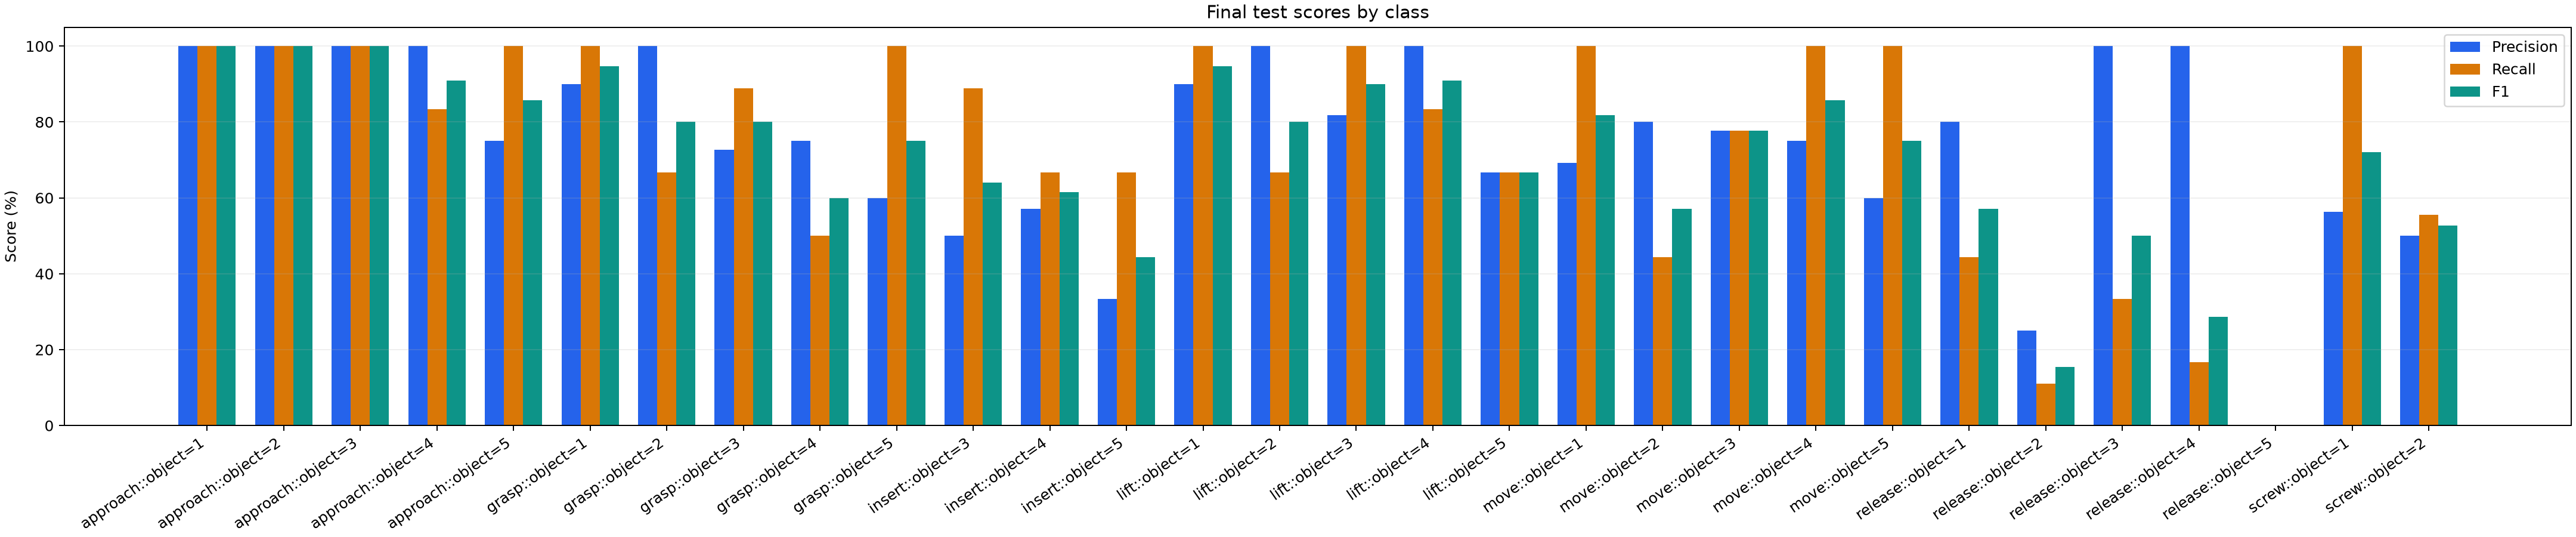 Final test scores by class
Precision
Recall
F1
Score (%)
100
80
60
40
20
0
approach::object=1
approach::object=2
approach::object=3
approach::object=4
approach::object=5
grasp::object=1
grasp::object=2
grasp::object=3
grasp::object=4
grasp::object=5
insert::object=3
insert::object=4
insert::object=5
lift::object=1
lift::object=2
lift::object=3
lift::object=4
lift::object=5
move::object=1
move::object=2
move::object=3
move::object=4
move::object=5
release::object=1
release::object=2
release::object=3
release::object=4
release::object=5
screw::object=1
screw::object=2